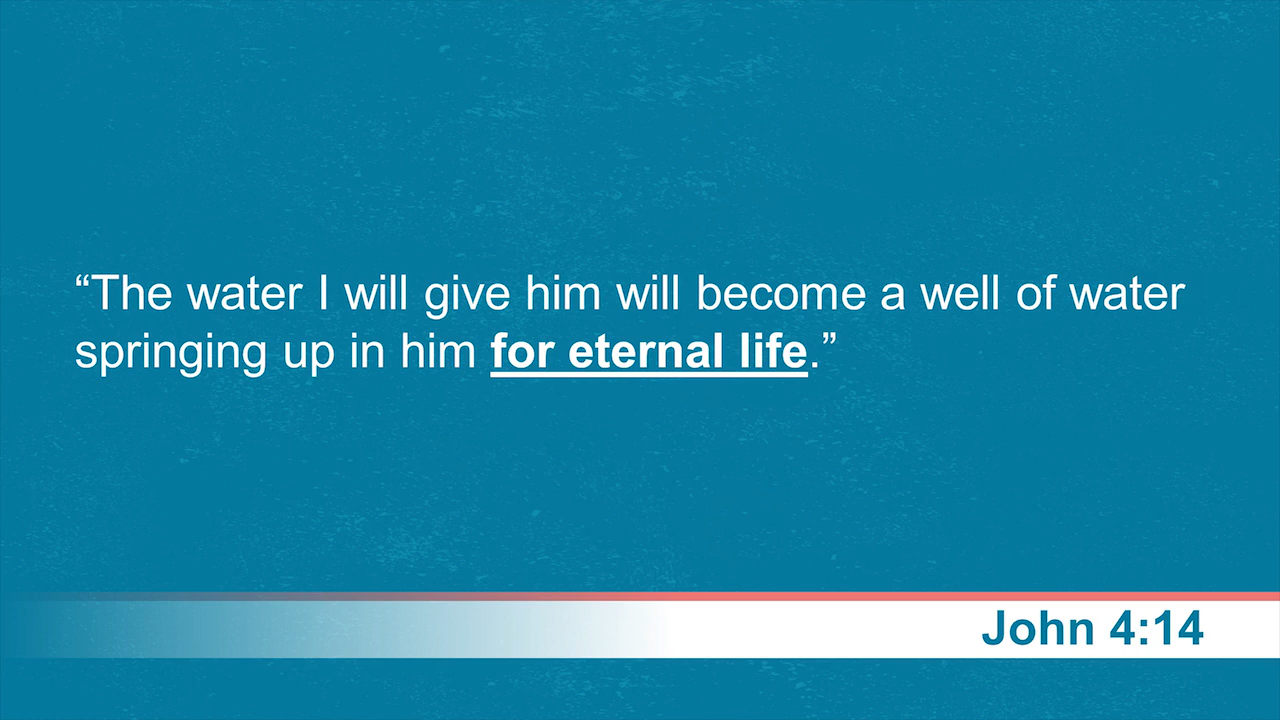 “The water I will give him will become a well of water
springing up in him for eternal life.”
John 4:14